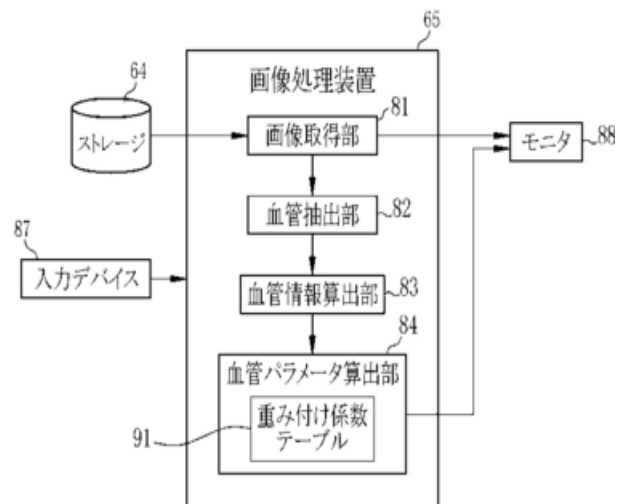 65
画像処理装置
64
ストレージ
81
画像取得部
モニタ
88
82
血管抽出部
87
入力デバイス
83
血管情報算出部
84
血管パラメータ算出部
91
重み付け係数
テーブル